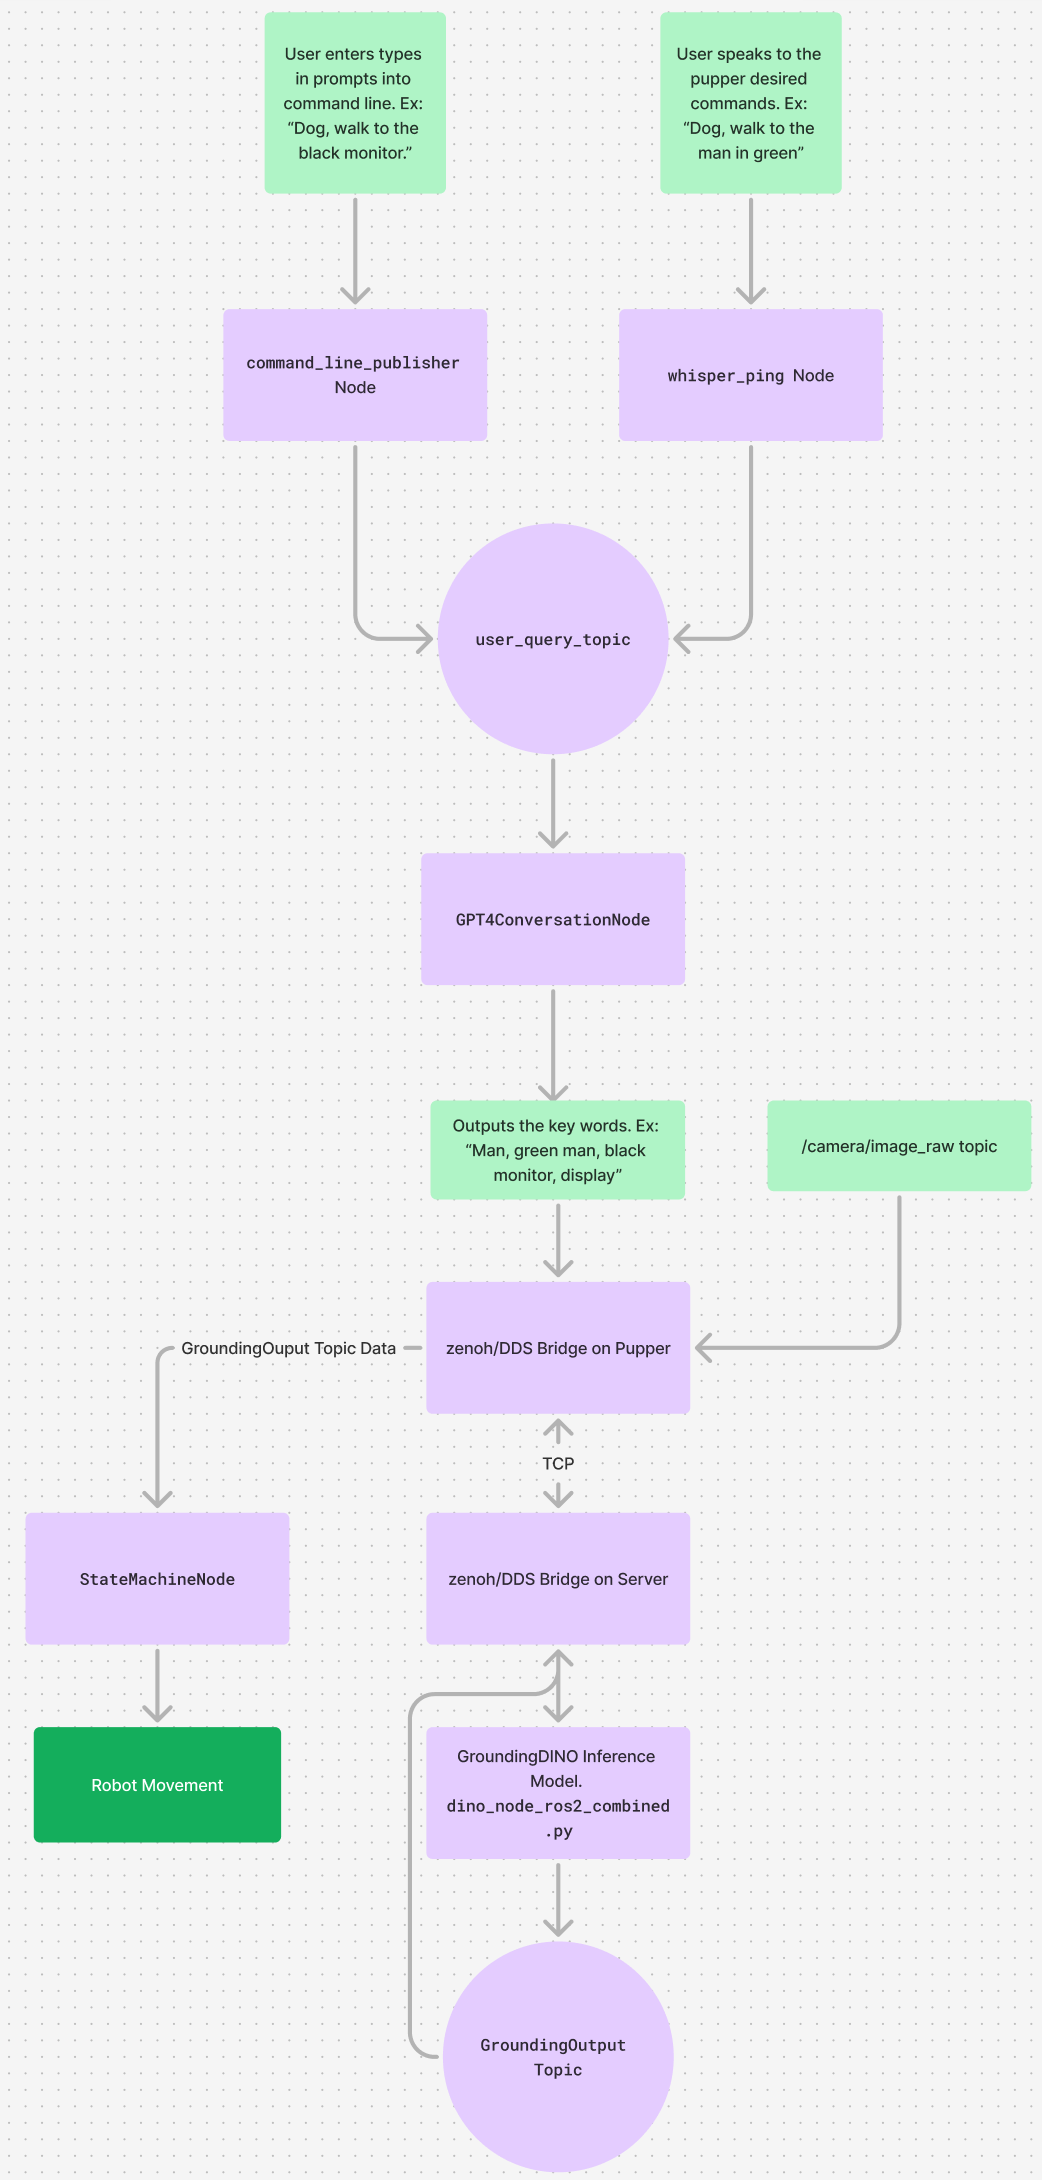 User enters types
in prompts into
command line. Ex:
“Dog, walk to the
black monitor.”
User speaks to the
pupper desired
commands. Ex:
“Dog, walk to the
man in green”
command_line_publisher
Node
whisper_ping Node
user_query_topic
GPT4ConversationNode
Outputs the key words. Ex:
“Man, green man, black
monitor, display”
/camera/image_raw topic
GroundingOuput Topic Data
zenoh/DDS Bridge on Pupper
TCP
StateMachineNode
zenoh/DDS Bridge on Server
Robot Movement
GroundingDINO Inference
Model.
dino_node_ros2_combined
.py
GroundingOutput
Topic